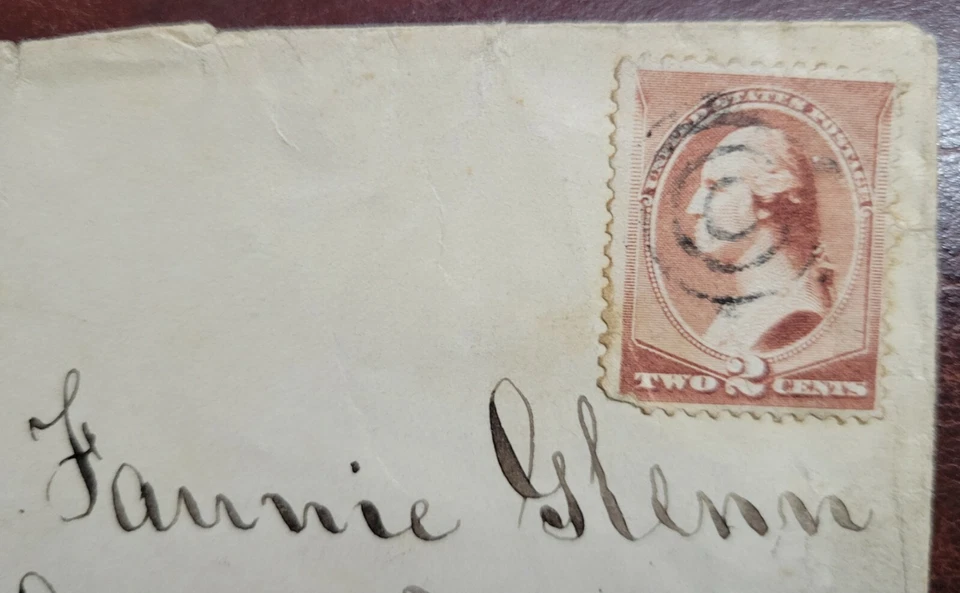 UNITED STATES POSTAGE
TWO 2 CENTS
Fannie Glenn